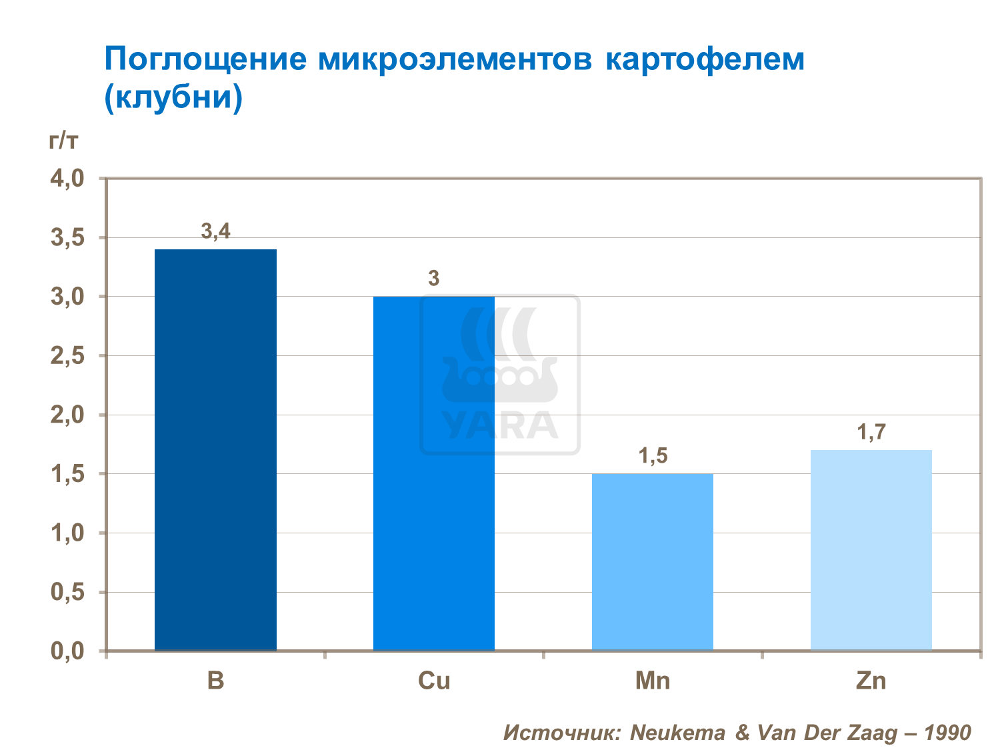 Поглощение микроэлементов картофелем
(клубни)
г/т
4,0
3,5
3,0
2,5
2,0
1,5
1,0
0,5
0,0
3,4
3
1,5
1,7
YARA
B
Cu
Mn
Zn
Источник: Neukema & Van Der Zaag – 1990